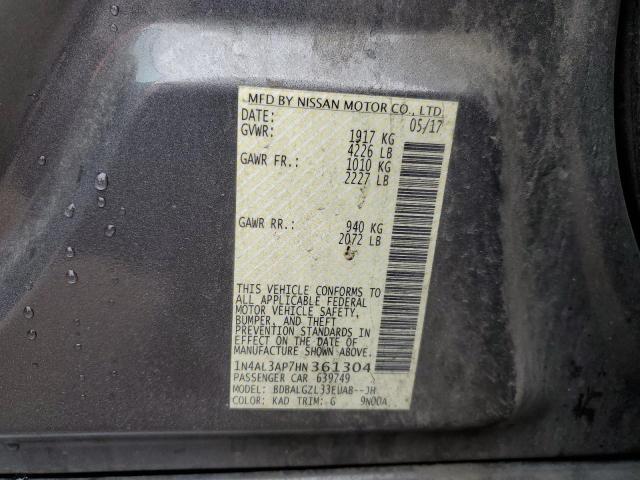 MFD BY NISSAN MOTOR CO., LTD
DATE: 05/17
GVWR: 1917 KG
4226 LB
GAWR FR.: 1010 KG
2227 LB
GAWR RR.: 940 KG
2072 LB
THIS VEHICLE CONFORMS TO
ALL APPLICABLE FEDERAL
MOTOR VEHICLE SAFETY,
BUMPER, AND THEFT
PREVENTION STANDARDS IN
EFFECT ON THE DATE OF
MANUFACTURE SHOWN ABOVE.
1N4AL3AP7HN361304
PASSENGER CAR 639749
MODEL: BDBALGZL33EUAB--JH
COLOR: KAD TRIM: G 9N00A